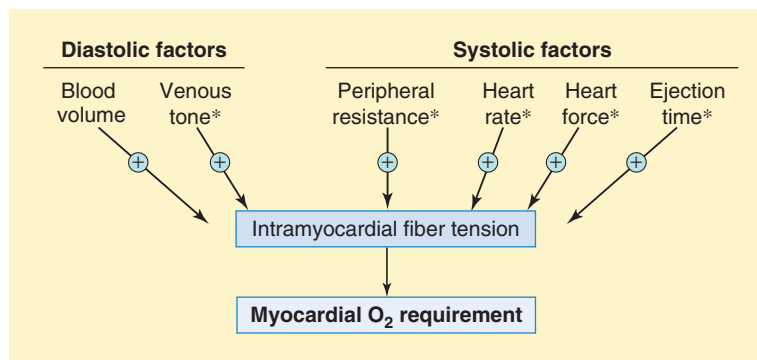 Diastolic factors
Systolic factors
Blood
volume
Venous
tone*
Peripheral
resistance*
Heart
rate*
Heart
force*
Ejection
time*
+ + + + + +
Intramyocardial fiber tension
Myocardial O₂ requirement